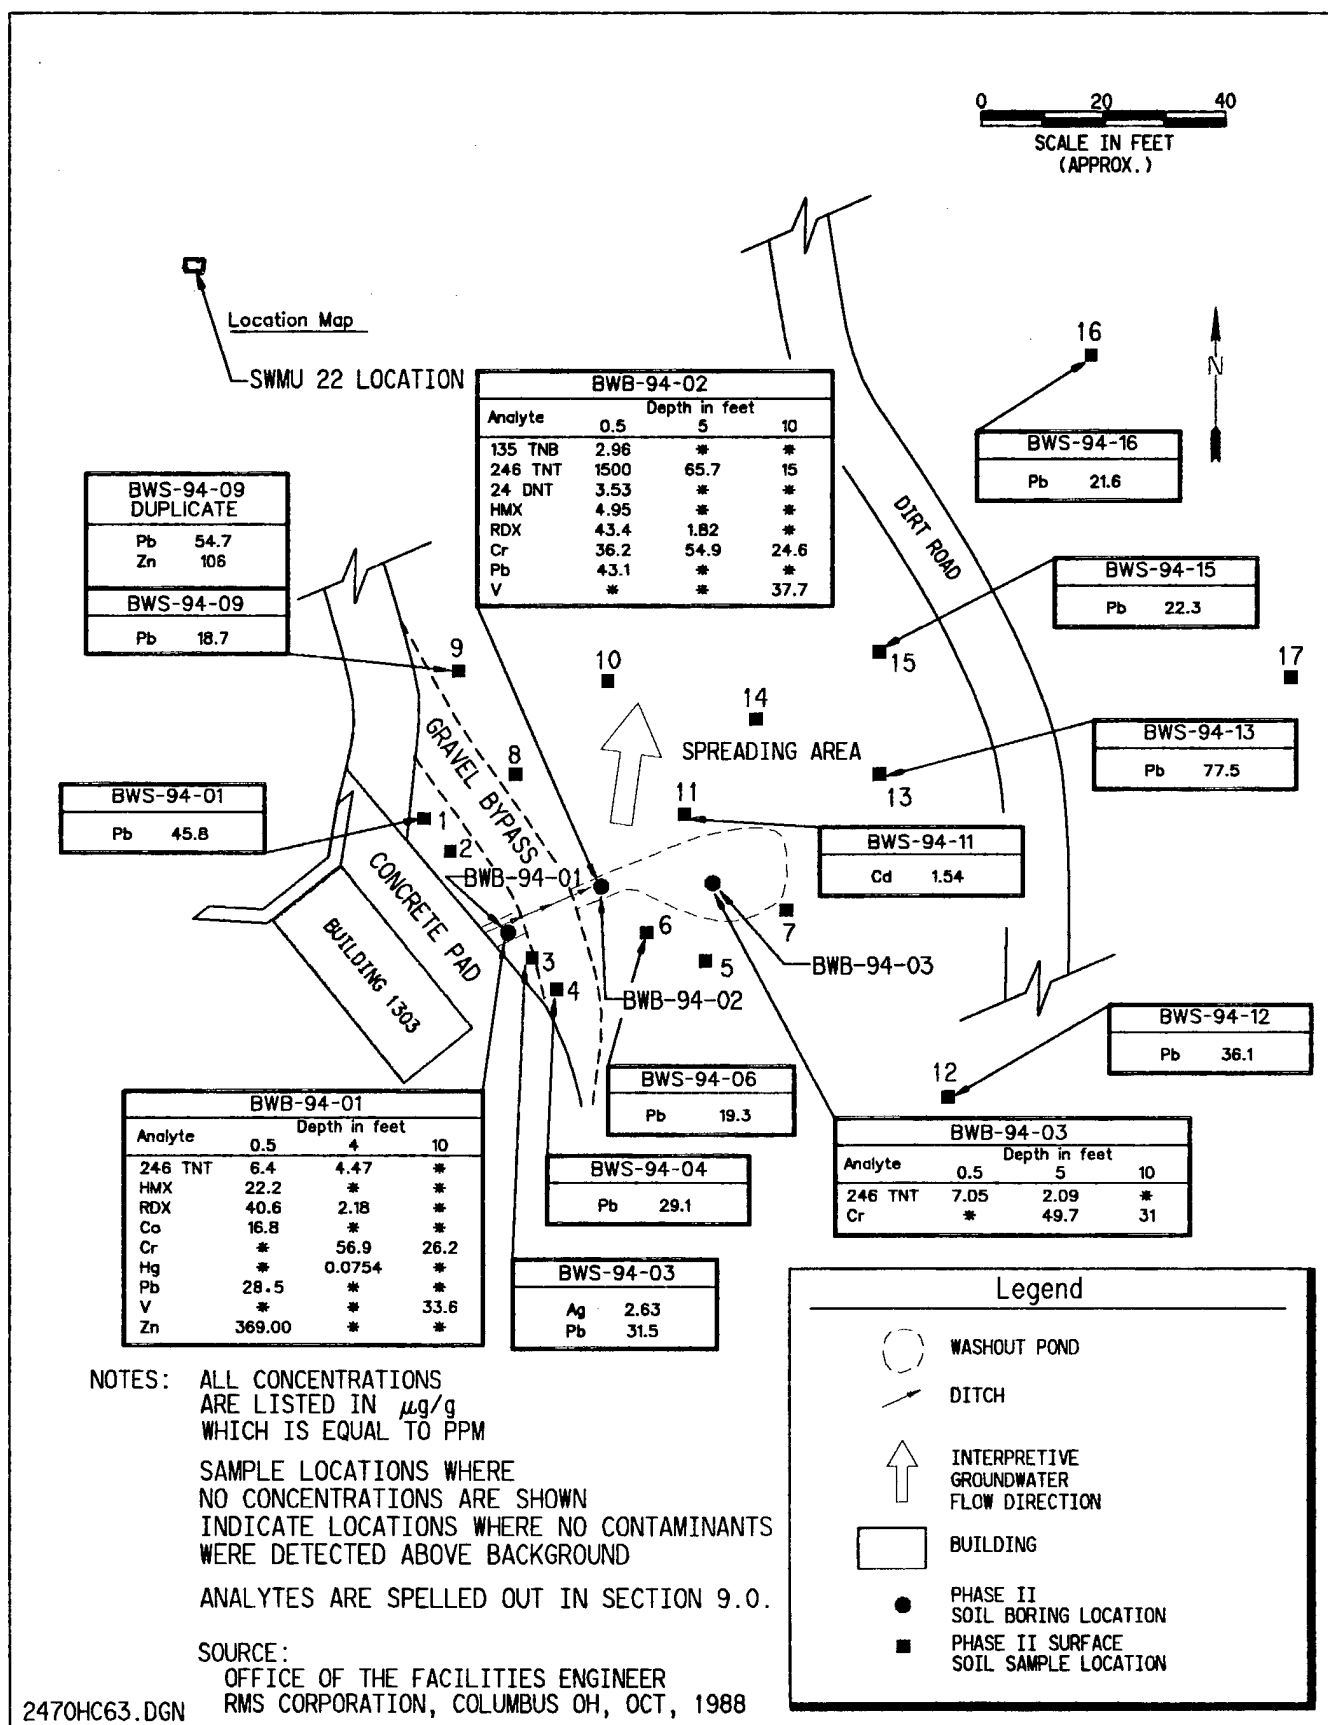 0 20 40
SCALE IN FEET
(APPROX.)
Location Map
SWMU 22 LOCATION
N
16
BWS-94-16
Pb 21.6
BWB-94-02
Analyte Depth in feet
0.5 5 10
135 TNB 2.96 * *
246 TNT 1500 65.7 15
24 DNT 3.53 * *
HMX 4.95 * *
RDX 43.4 1.82 *
Cr 36.2 54.9 24.6
Pb 43.1 * *
V * * 37.7
BWS-94-09
DUPLICATE
Pb 54.7
Zn 106
BWS-94-09
Pb 18.7
DIRT ROAD
BWS-94-15
Pb 22.3
9
10
15
17
14
GRAVEL BYPASS
SPREADING AREA
BWS-94-13
Pb 77.5
8
13
BWS-94-01
Pb 45.8
11
1
2
BWS-94-11
Cd 1.54
CONCRETE PAD
BWB-94-01
BUILDING 1303
6
7
3
5
BWB-94-03
4
BWB-94-02
BWS-94-12
Pb 36.1
12
BWS-94-06
Pb 19.3
BWB-94-01
Analyte Depth in feet
0.5 4 10
246 TNT 6.4 4.47 *
HMX 22.2 * *
RDX 40.6 2.18 *
Co 16.8 * *
Cr * 56.9 26.2
Hg * 0.0754 *
Pb 28.5 * *
V * * 33.6
Zn 369.00 * *
BWS-94-04
Pb 29.1
BWB-94-03
Analyte Depth in feet
0.5 5 10
246 TNT 7.05 2.09 *
Cr * 49.7 31
BWS-94-03
Ag 2.63
Pb 31.5
Legend
WASHOUT POND
DITCH
INTERPRETIVE
GROUNDWATER
FLOW DIRECTION
BUILDING
PHASE II
SOIL BORING LOCATION
PHASE II SURFACE
SOIL SAMPLE LOCATION
NOTES: ALL CONCENTRATIONS
ARE LISTED IN μg/g
WHICH IS EQUAL TO PPM
SAMPLE LOCATIONS WHERE
NO CONCENTRATIONS ARE SHOWN
INDICATE LOCATIONS WHERE NO CONTAMINANTS
WERE DETECTED ABOVE BACKGROUND
ANALYTES ARE SPELLED OUT IN SECTION 9.0.
SOURCE:
OFFICE OF THE FACILITIES ENGINEER
RMS CORPORATION, COLUMBUS OH, OCT, 1988
2470HC63.DGN